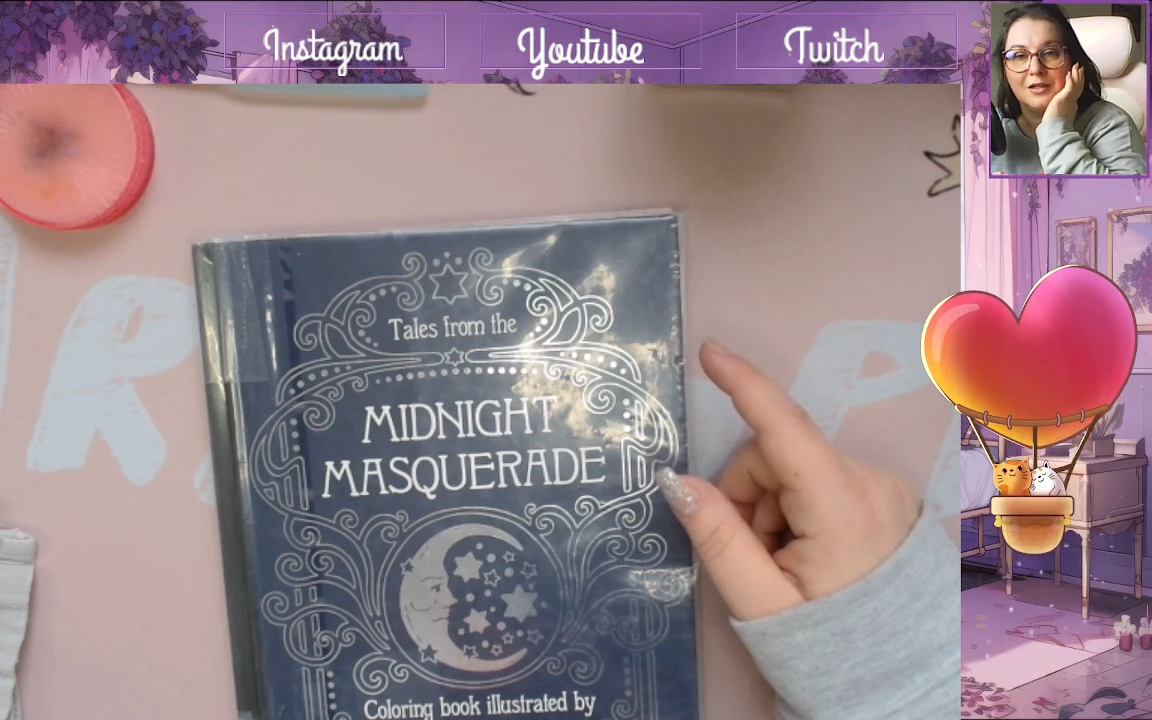 Instagram
Youtube
Twitch
Tales from the
MIDNIGHT
MASQUERADE
Coloring book illustrated by